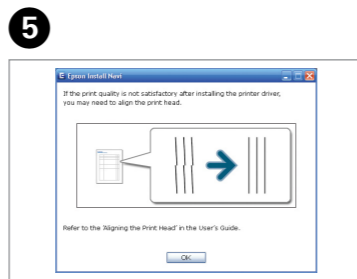 5
Epson Install Navi
If the print quality is not satisfactory after installing the printer driver,
you may need to align the print head.
Refer to the 'Aligning the Print Head' in the User's Guide.
OK